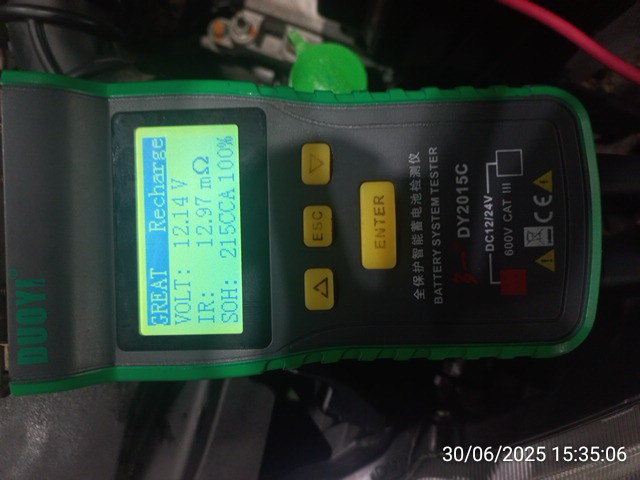 DUOYI
GREAT Recharge
VOLT: 12.14 V
IR: 12.97 mΩ
SOH: 215CCA 100%
ESC
ENTER
全保护智能蓄电池检测仪
BATTERY SYSTEM TESTER
DY2015C
DC12/24V
600V CAT III
CE
30/06/2025 15:35:06